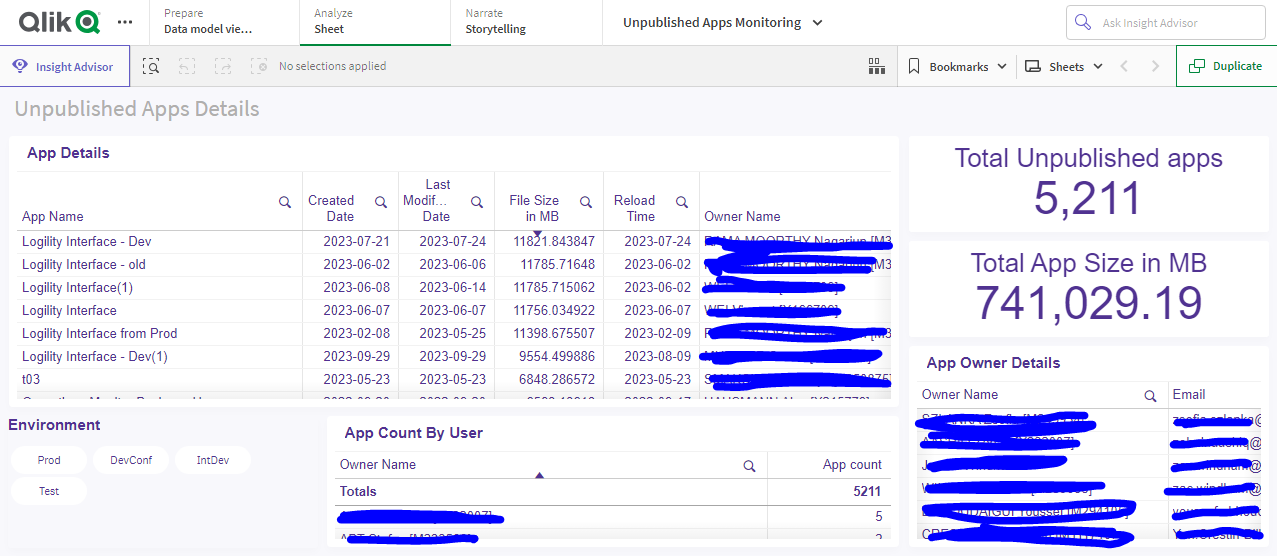 Qlik
Prepare
Data model vie...
Analyze
Sheet
Narrate
Storytelling
Unpublished Apps Monitoring
Ask Insight Advisor
Insight Advisor
No selections applied
Bookmarks
Sheets
Duplicate
Unpublished Apps Details
App Details
App Name
Created Date
Last Modif... Date
File Size in MB
Reload Time
Owner Name
Logility Interface - Dev 2023-07-21 2023-07-24 11821.843847 2023-07-24
Logility Interface - old 2023-06-02 2023-06-06 11785.71648 2023-06-02
Logility Interface(1) 2023-06-08 2023-06-14 11785.715062 2023-06-08
Logility Interface 2023-06-07 2023-06-07 11756.034922 2023-06-07
Logility Interface from Prod 2023-02-08 2023-05-25 11398.675507 2023-02-09
Logility Interface - Dev(1) 2023-09-29 2023-09-29 9554.499886 2023-08-09
t03 2023-05-23 2023-05-23 6848.286572 2023-05-23
Total Unpublished apps
5,211
Total App Size in MB
741,029.19
App Owner Details
Owner Name Email
Environment
Prod DevConf IntDev
Test
App Count By User
Owner Name App count
Totals 5211
5